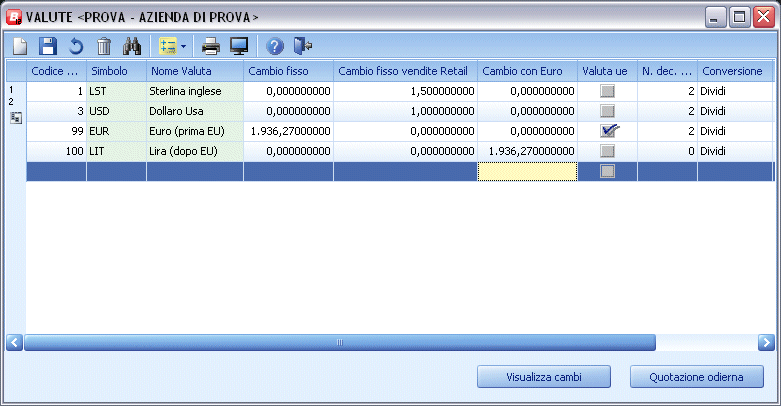 VALUTE <PROVA - AZIENDA DI PROVA>
Codice ... Simbolo Nome Valuta Cambio fisso Cambio fisso vendite Retail Cambio con Euro Valuta ue N. dec. ... Conversione
1 LST Sterlina inglese 0,000000000 1,500000000 0,000000000 2 Dividi
3 USD Dollaro Usa 0,000000000 1,000000000 0,000000000 2 Dividi
99 EUR Euro (prima EU) 1.936,27000000 0,000000000 0,000000000 2 Dividi
100 LIT Lira (dopo EU) 0,000000000 0,000000000 1.936,270000000 0 Dividi
1
2
Visualizza cambi Quotazione odierna